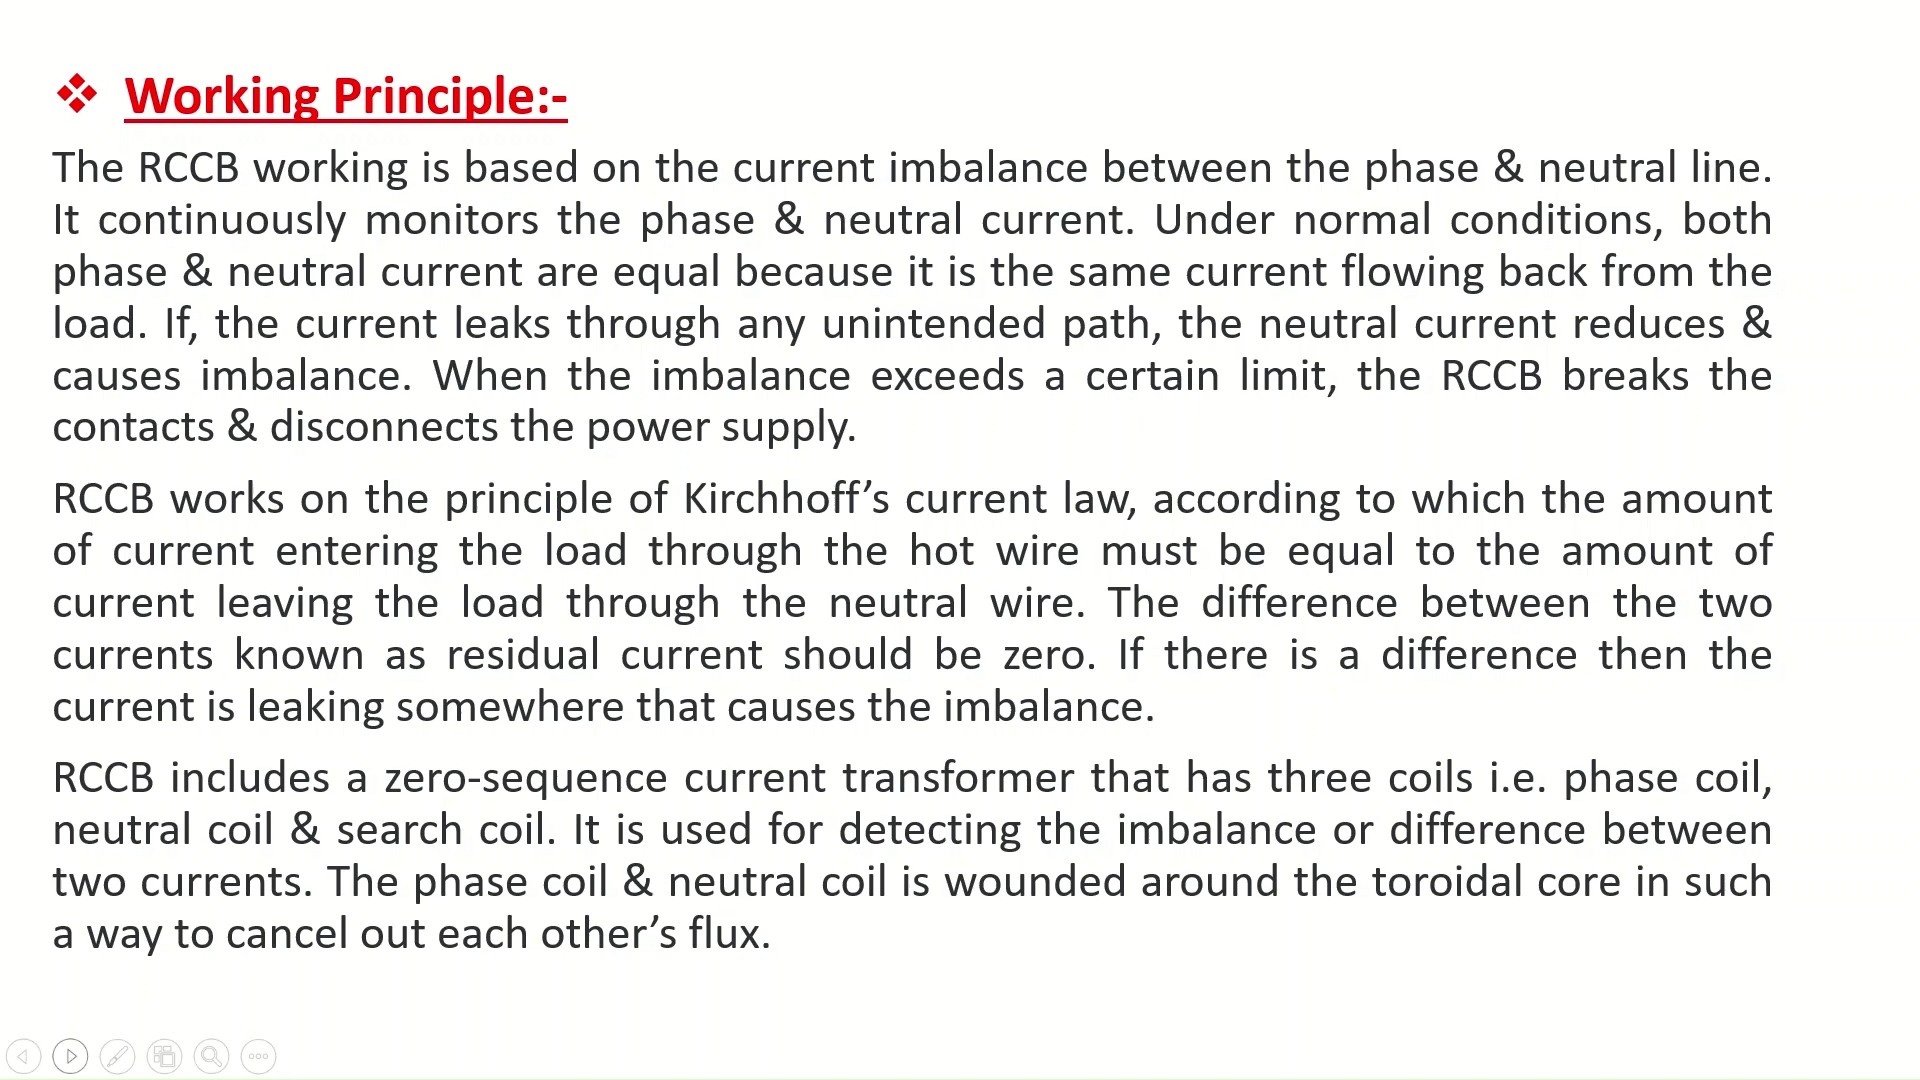 ❖ Working Principle:-
The RCCB working is based on the current imbalance between the phase & neutral line.
It continuously monitors the phase & neutral current. Under normal conditions, both
phase & neutral current are equal because it is the same current flowing back from the
load. If, the current leaks through any unintended path, the neutral current reduces &
causes imbalance. When the imbalance exceeds a certain limit, the RCCB breaks the
contacts & disconnects the power supply.
RCCB works on the principle of Kirchhoff’s current law, according to which the amount
of current entering the load through the hot wire must be equal to the amount of
current leaving the load through the neutral wire. The difference between the two
currents known as residual current should be zero. If there is a difference then the
current is leaking somewhere that causes the imbalance.
RCCB includes a zero-sequence current transformer that has three coils i.e. phase coil,
neutral coil & search coil. It is used for detecting the imbalance or difference between
two currents. The phase coil & neutral coil is wounded around the toroidal core in such
a way to cancel out each other’s flux.